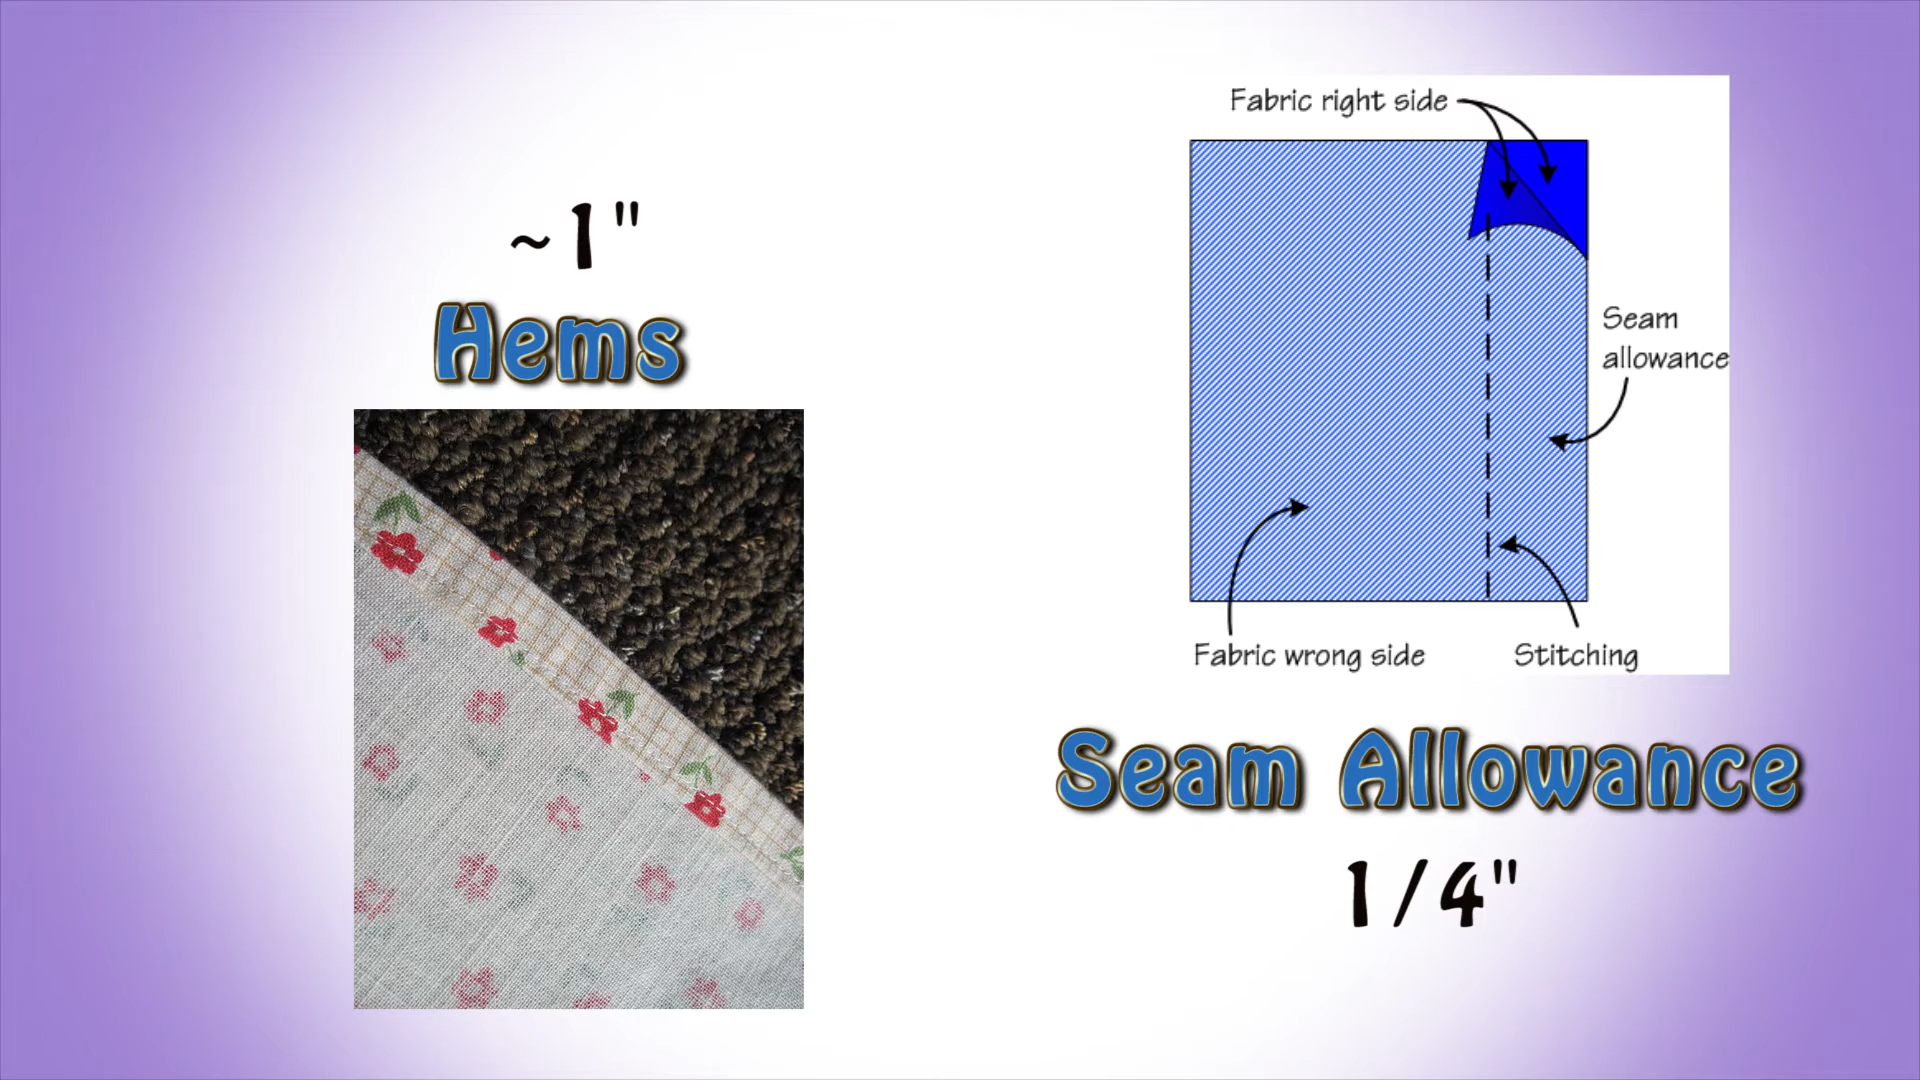 ~1"
Hems
Fabric right side
Seam
allowance
Fabric wrong side
Stitching
Seam Allowance
1/4"